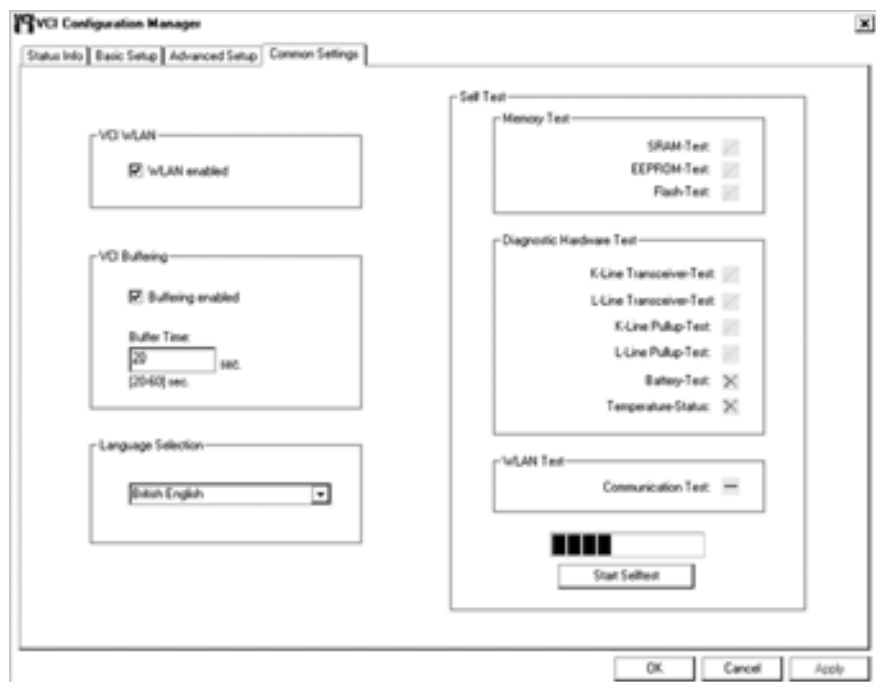 VCI Configuration Manager
Status Info
Basic Setup
Advanced Setup
Common Settings
VCI WLAN
WLAN enabled
VCI Buffering
Buffering enabled
Buffer Time:
20
sec.
[20-60] sec.
Language Selection
British English
Self Test
Memory Test
SRAM-Test:
EEPROM-Test:
Flash-Test:
Diagnostic Hardware Test
K-Line Transceiver-Test:
L-Line Transceiver-Test:
K-Line Pullup-Test:
L-Line Pullup-Test:
Battery-Test:
Temperature-Status:
WLAN Test
Communication Test:
Start Selftest
OK
Cancel
Apply